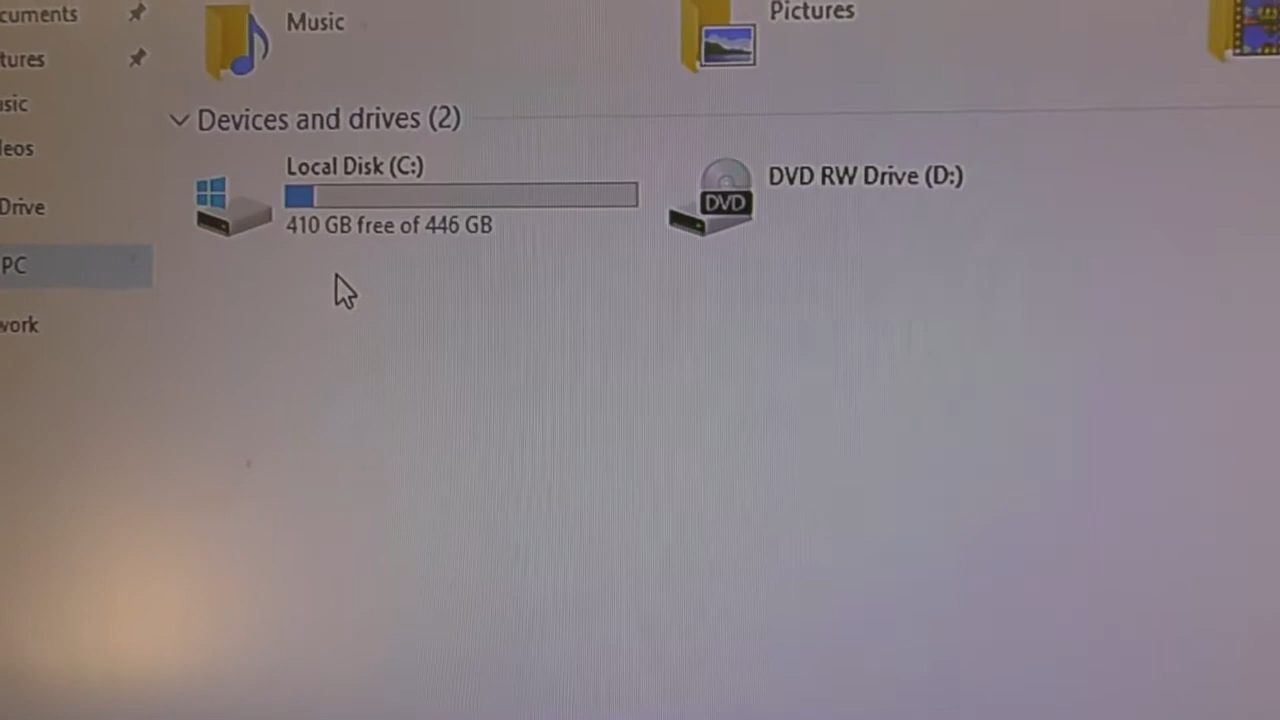 cuments
Music
Pictures
tures
sic
Devices and drives (2)
leos
Local Disk (C:)
DVD RW Drive (D:)
DVD
Drive
410 GB free of 446 GB
PC
work